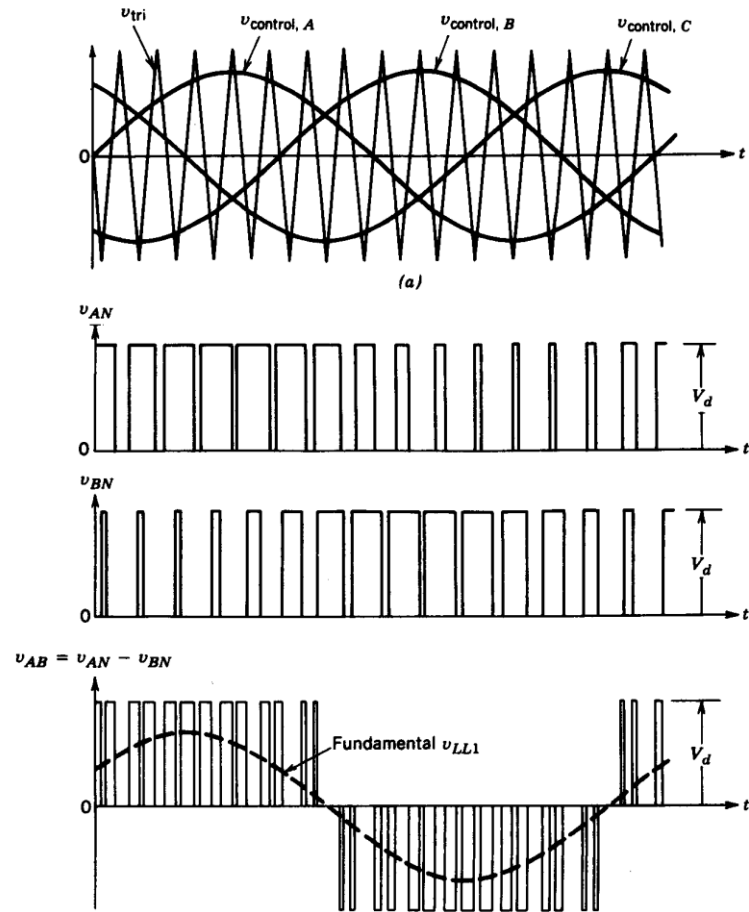 v_tri
v_control, A
v_control, B
v_control, C
0
t
(a)
v_AN
V_d
0
t
v_BN
V_d
0
t
v_AB = v_AN − v_BN
Fundamental v_LL1
V_d
0
t